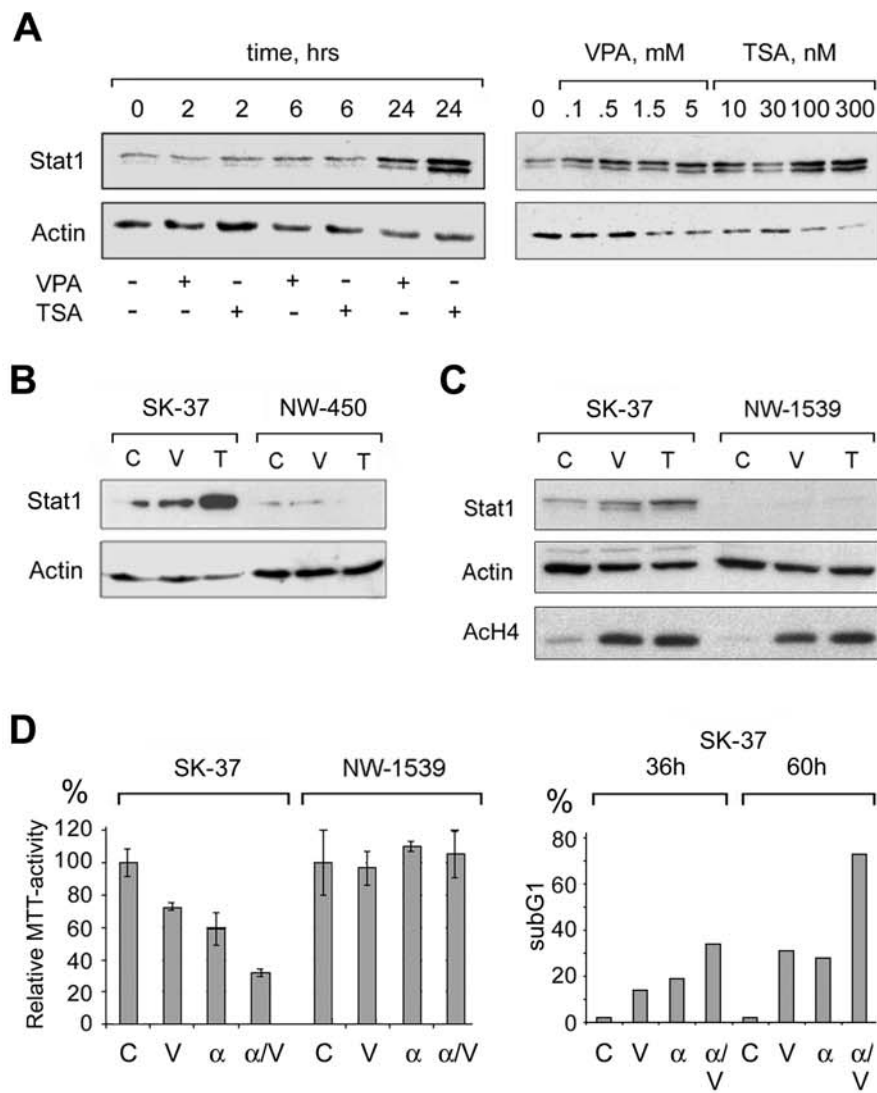 A
time, hrs
VPA, mM TSA, nM
0 2 2 6 6 24 24
0 .1 .5 1.5 5 10 30 100 300
Stat1
Actin
VPA - + - + - + -
TSA - - + - + - +
B
SK-37 NW-450
C V T C V T
Stat1
Actin
C
SK-37 NW-1539
C V T C V T
Stat1
Actin
AcH4
D
SK-37 NW-1539
%
Relative MTT-activity
120
100
80
60
40
20
0
C V α α/V C V α α/V
SK-37
36h 60h
%
subG1
80
60
40
20
0
C V α α/V C V α α/V